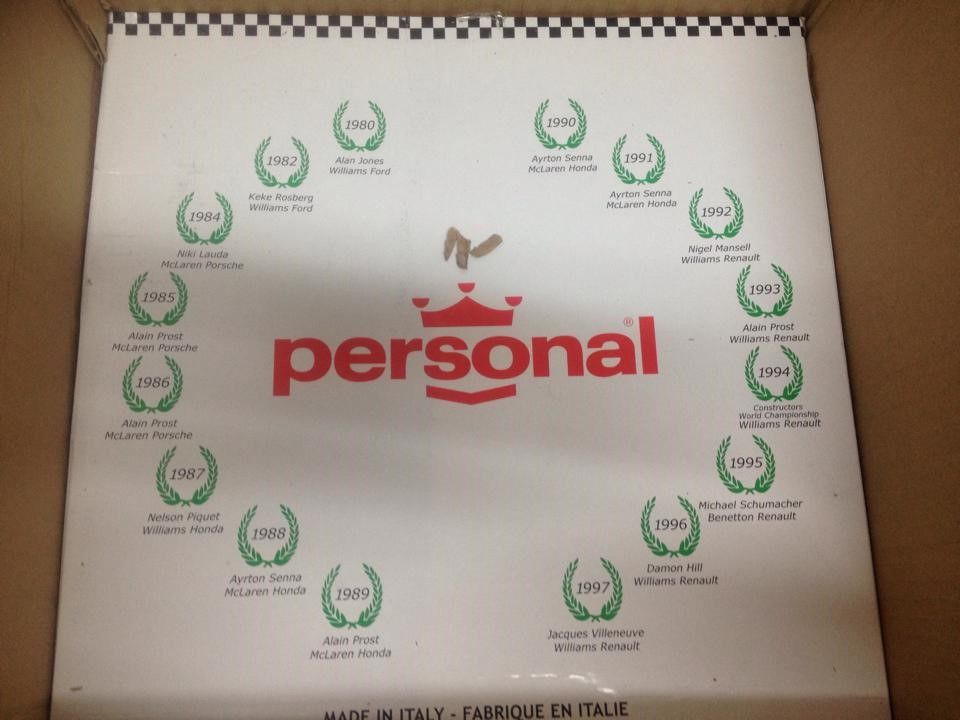 1980
Alan Jones
Williams Ford
1982
Keke Rosberg
Williams Ford
1984
Niki Lauda
McLaren Porsche
1985
Alain Prost
McLaren Porsche
1986
Alain Prost
McLaren Porsche
1987
Nelson Piquet
Williams Honda
1988
Ayrton Senna
McLaren Honda
1989
Alain Prost
McLaren Honda
1990
Ayrton Senna
McLaren Honda
1991
Ayrton Senna
McLaren Honda
1992
Nigel Mansell
Williams Renault
1993
Alain Prost
Williams Renault
1994
Constructors
World Championship
Williams Renault
1995
Michael Schumacher
Benetton Renault
1996
Damon Hill
Williams Renault
1997
Jacques Villeneuve
Williams Renault
personal®
MADE IN ITALY - FABRIQUE EN ITALIE